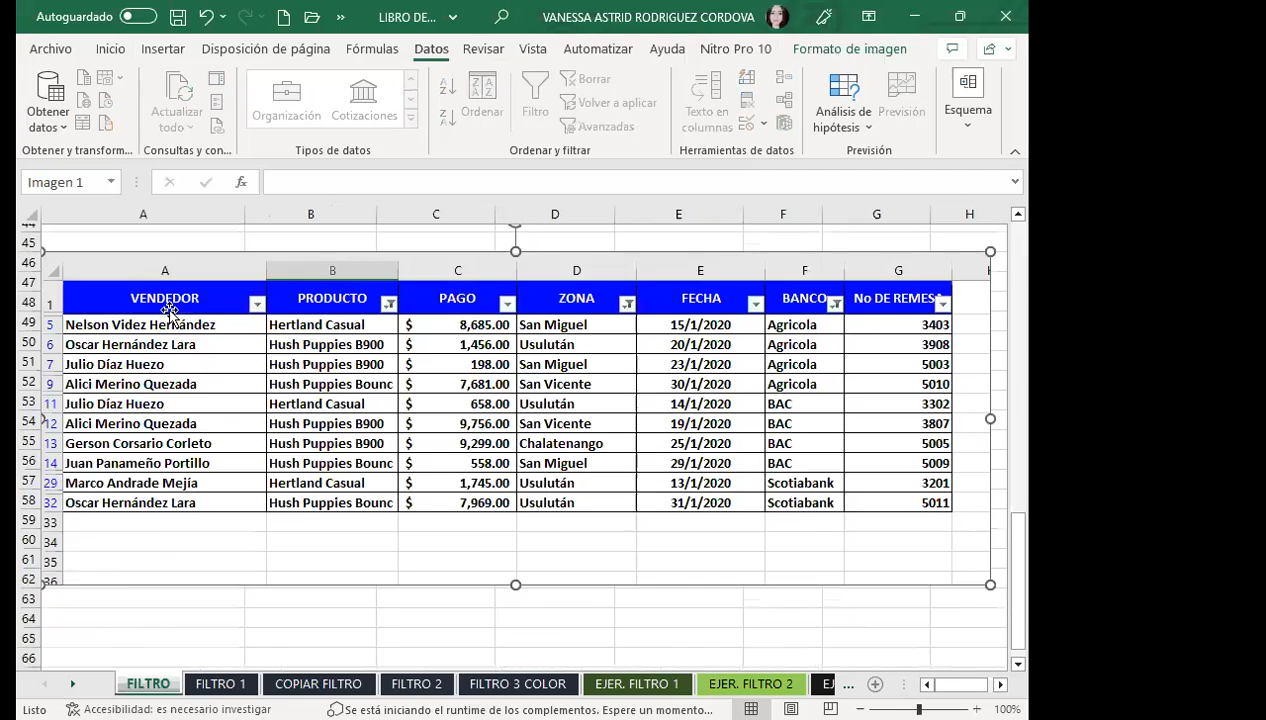 Autoguardado LIBRO DE... VANESSA ASTRID RODRIGUEZ CORDOVA
Archivo Inicio Insertar Disposición de página Fórmulas Datos Revisar Vista Automatizar Ayuda Nitro Pro 10 Formato de imagen
Obtener datos Actualizar todo Organización Cotizaciones Ordenar Filtro Borrar Volver a aplicar Avanzadas Texto en columnas Análisis de hipótesis Previsión Esquema
Obtener y transform... Consultas y con... Tipos de datos Ordenar y filtrar Herramientas de datos Previsión
Imagen 1 fx
A B C D E F G H
44
45
46 A B C D E F G
47
48 1 VENDEDOR PRODUCTO PAGO ZONA FECHA BANCO No DE REMES
49 5 Nelson Videz Hernández Hertland Casual $ 8,685.00 San Miguel 15/1/2020 Agricola 3403
50 6 Oscar Hernández Lara Hush Puppies B900 $ 1,456.00 Usulután 20/1/2020 Agricola 3908
51 7 Julio Díaz Huezo Hush Puppies B900 $ 198.00 San Miguel 23/1/2020 Agricola 5003
52 9 Alici Merino Quezada Hush Puppies Bounc $ 7,681.00 San Vicente 30/1/2020 Agricola 5010
53 11 Julio Díaz Huezo Hertland Casual $ 658.00 Usulután 14/1/2020 BAC 3302
54 12 Alici Merino Quezada Hush Puppies B900 $ 9,756.00 San Vicente 19/1/2020 BAC 3807
55 13 Gerson Corsario Corleto Hush Puppies B900 $ 9,299.00 Chalatenango 25/1/2020 BAC 5005
56 14 Juan Panameño Portillo Hush Puppies Bounc $ 558.00 San Miguel 29/1/2020 BAC 5009
57 29 Marco Andrade Mejía Hertland Casual $ 1,745.00 Usulután 13/1/2020 Scotiabank 3201
58 32 Oscar Hernández Lara Hush Puppies Bounc $ 7,969.00 Usulután 31/1/2020 Scotiabank 5011
59 33
60 34
61 35
62 36
63
64
65
66
FILTRO FILTRO 1 COPIAR FILTRO FILTRO 2 FILTRO 3 COLOR EJER. FILTRO 1 EJER. FILTRO 2 EJ ...
Listo Accesibilidad: es necesario investigar Se está iniciando el runtime de los complementos. Espere un momento... 100%